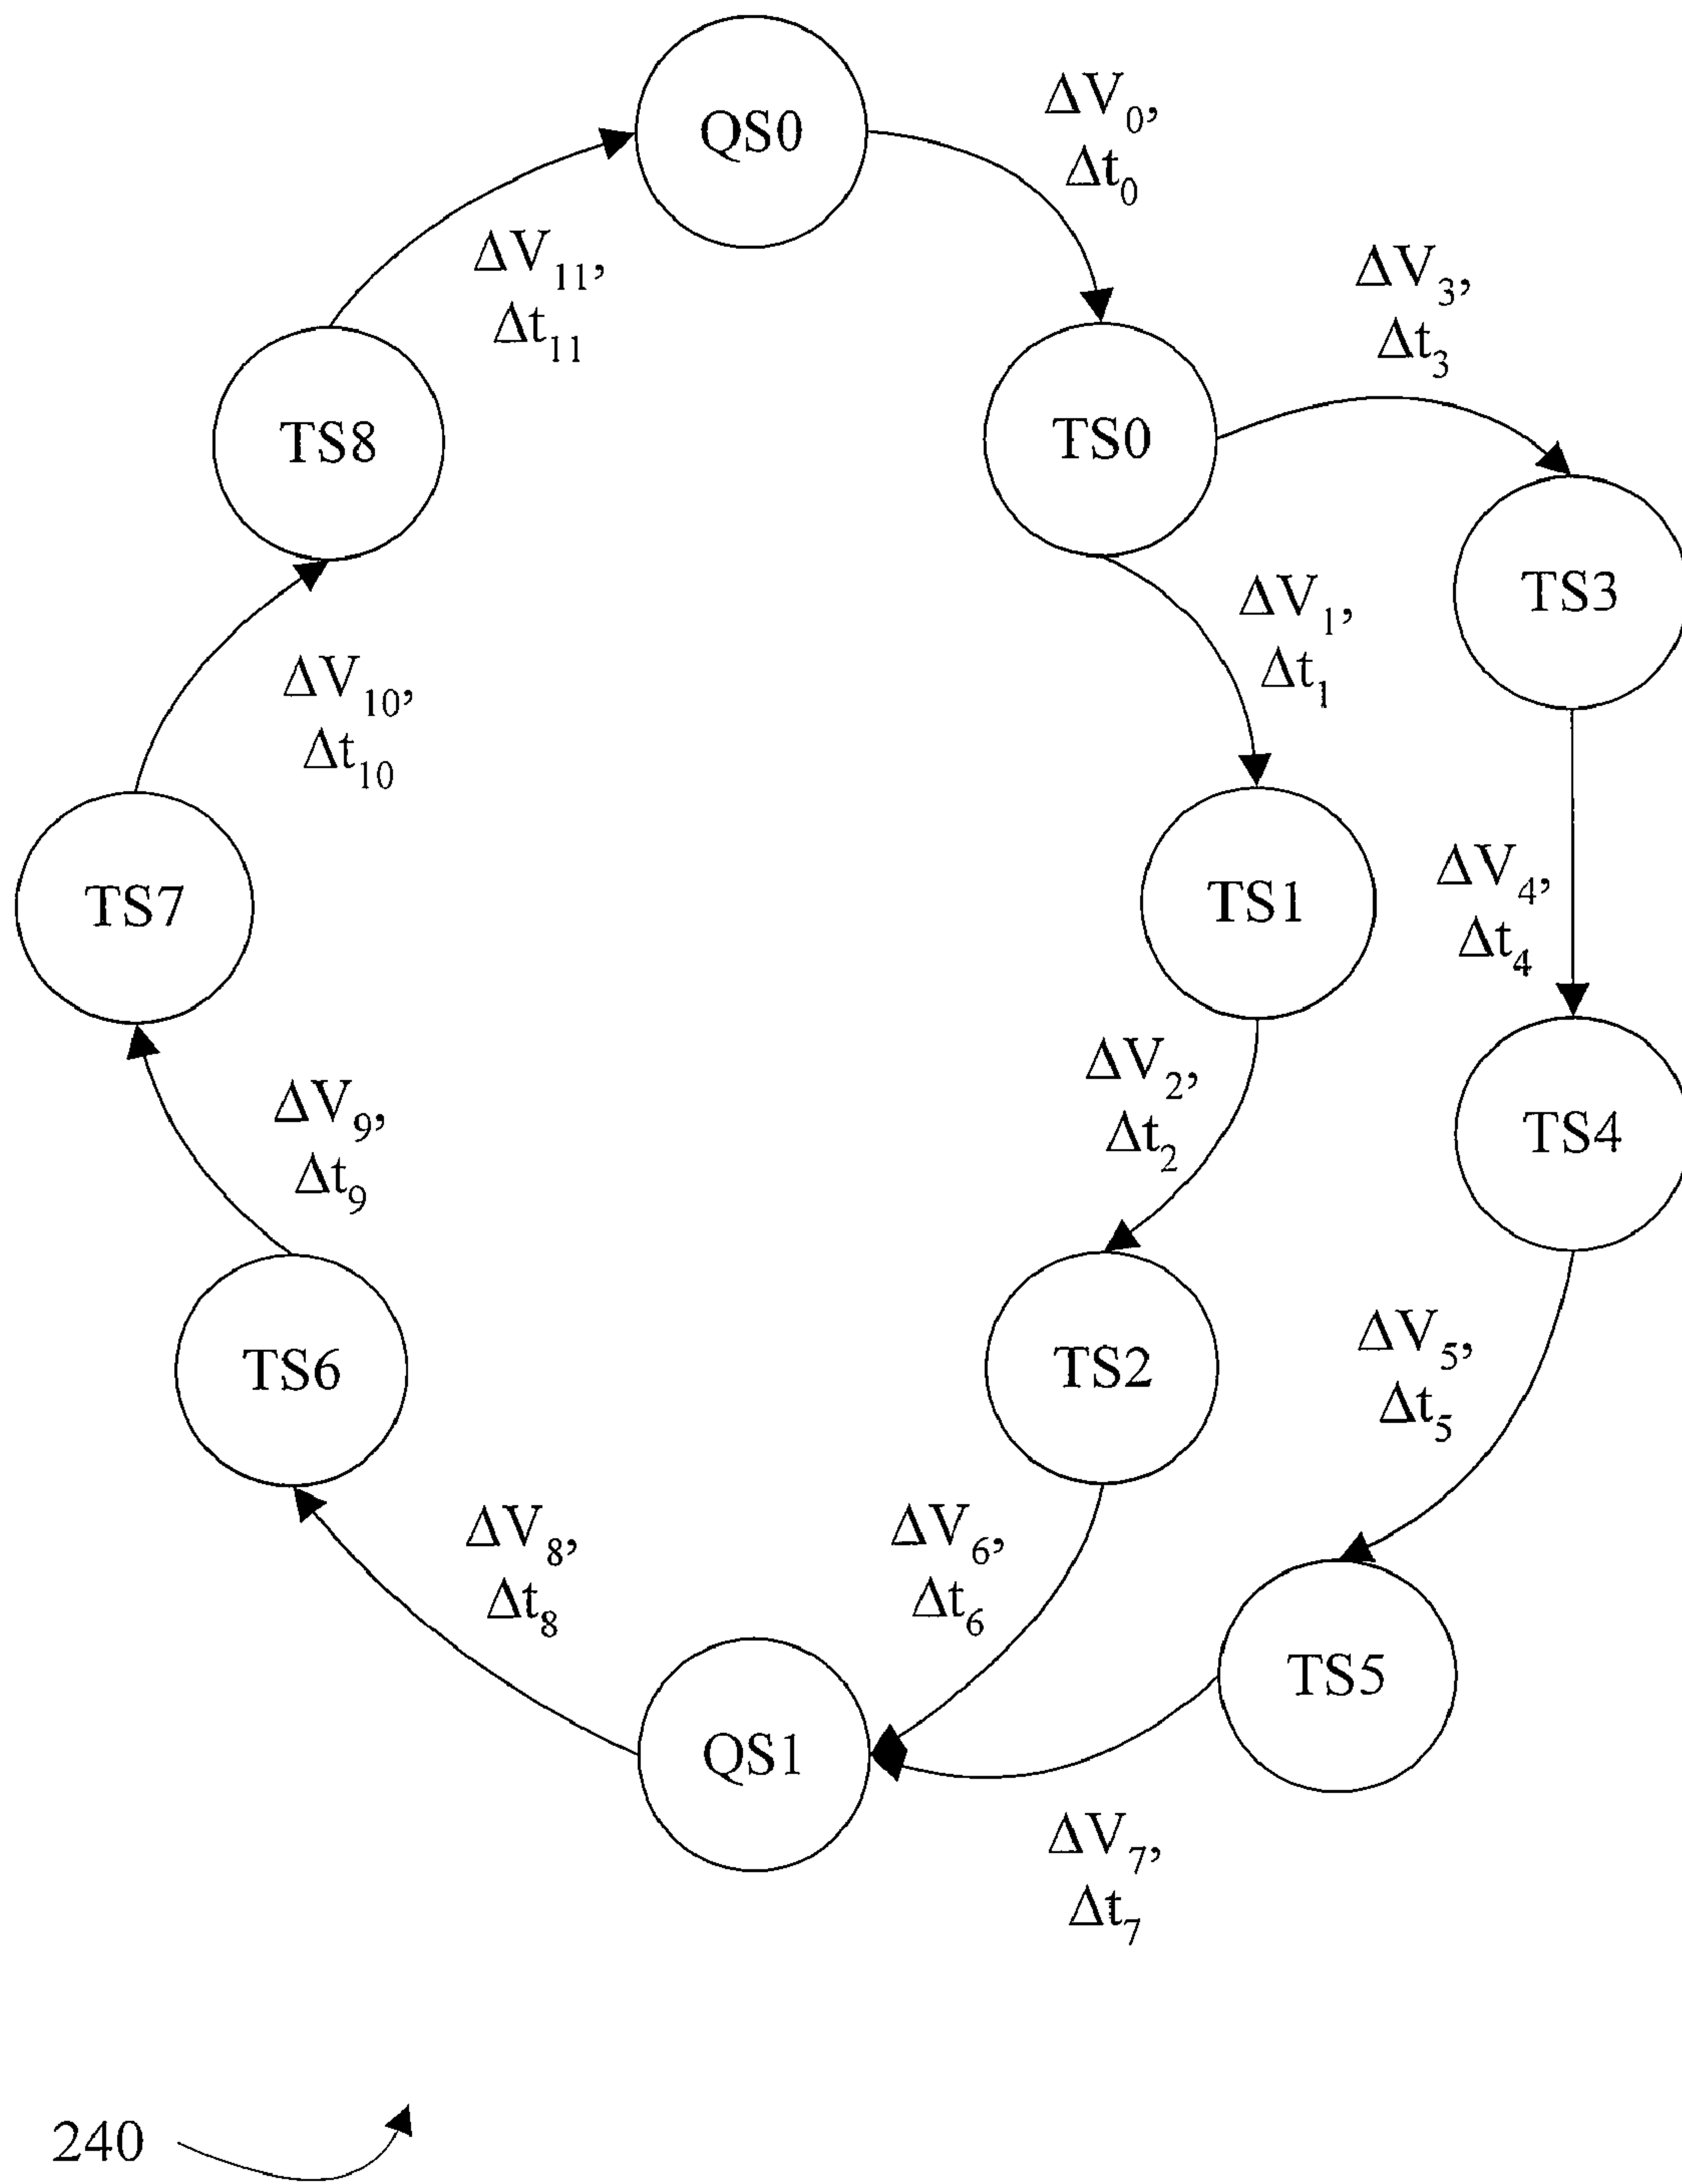 QS0
ΔV₀,
Δt₀
ΔV₁₁,
Δt₁₁
ΔV₃,
Δt₃
TS8
TS0
TS3
ΔV₁,
Δt₁
ΔV₁₀,
Δt₁₀
TS7
TS1
ΔV₄,
Δt₄
ΔV₂,
Δt₂
TS4
ΔV₉,
Δt₉
TS6
TS2
ΔV₅,
Δt₅
ΔV₈,
Δt₈
ΔV₆,
Δt₆
TS5
QS1
ΔV₇,
Δt₇
240